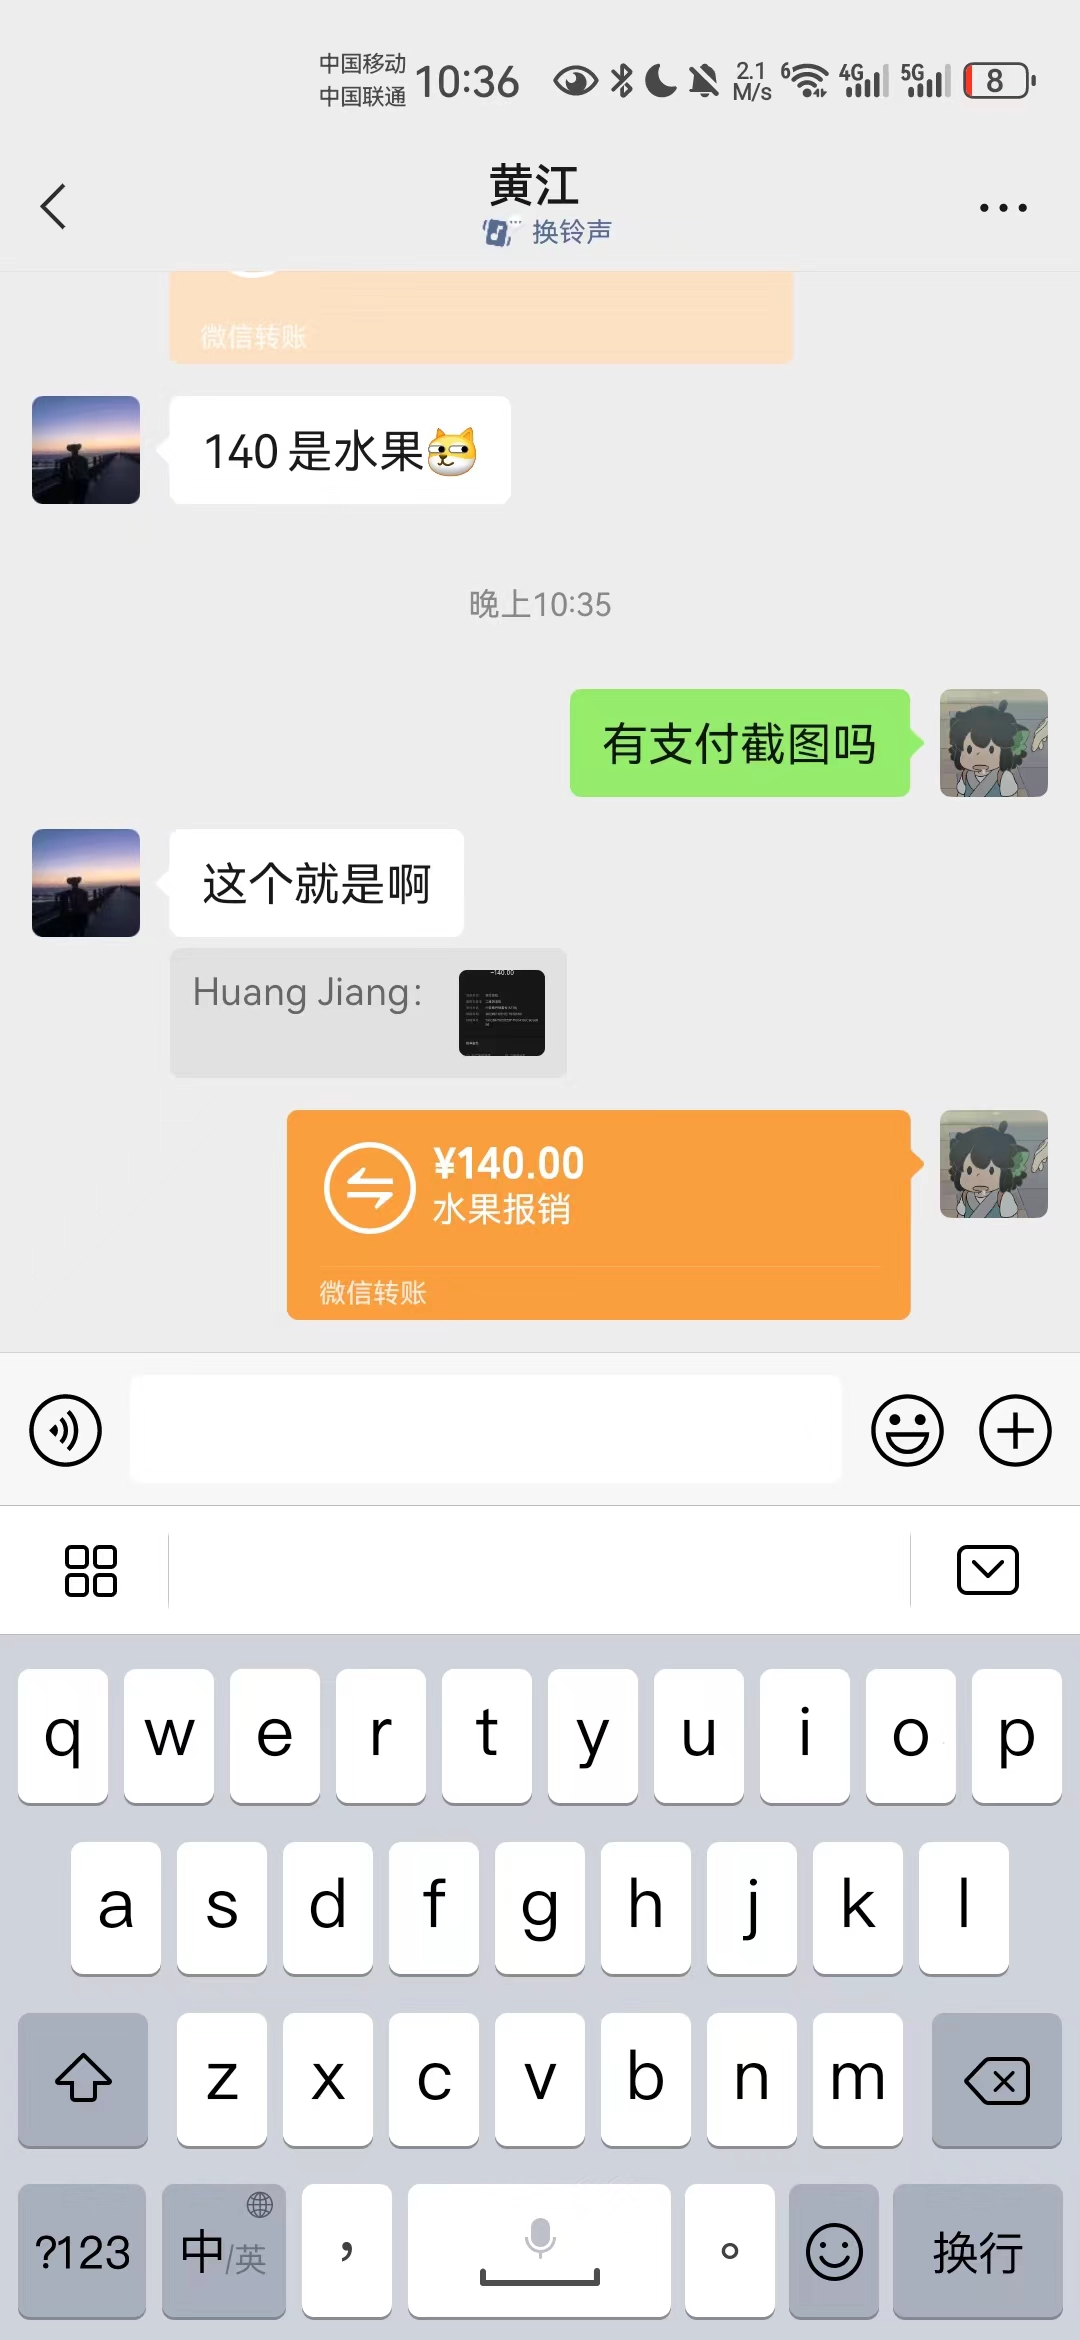 中国移动
中国联通
10:36
2.1
M/s
6
4G
5G
8
黄江
换铃声
微信转账
140是水果
晚上10:35
有支付截图吗
这个就是啊
Huang Jiang:
-140.00
¥140.00
水果报销
微信转账
q w e r t y u i o p
a s d f g h j k l
z x c v b n m
?123 中/英 , 。 换行